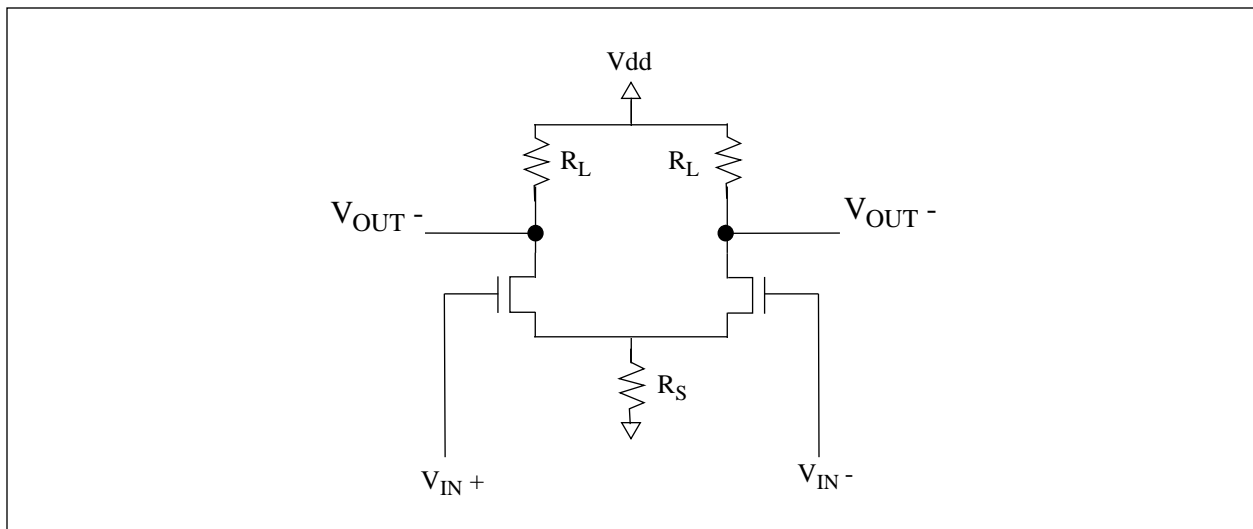 Vdd
R_L
R_L
V_OUT -
V_OUT -
R_S
V_IN +
V_IN -